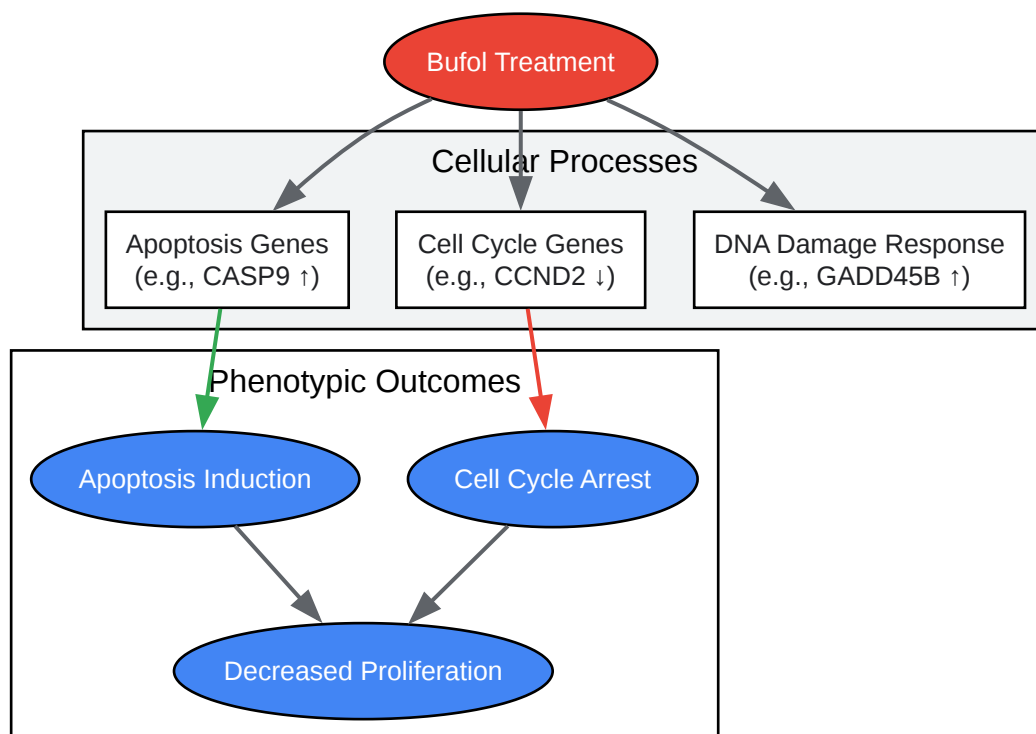 Bufol Treatment
Cellular Processes
Apoptosis Genes
(e.g., CASP9 ↑)
Cell Cycle Genes
(e.g., CCND2 ↓)
DNA Damage Response
(e.g., GADD45B ↑)
Phenotypic Outcomes
Apoptosis Induction
Cell Cycle Arrest
Decreased Proliferation